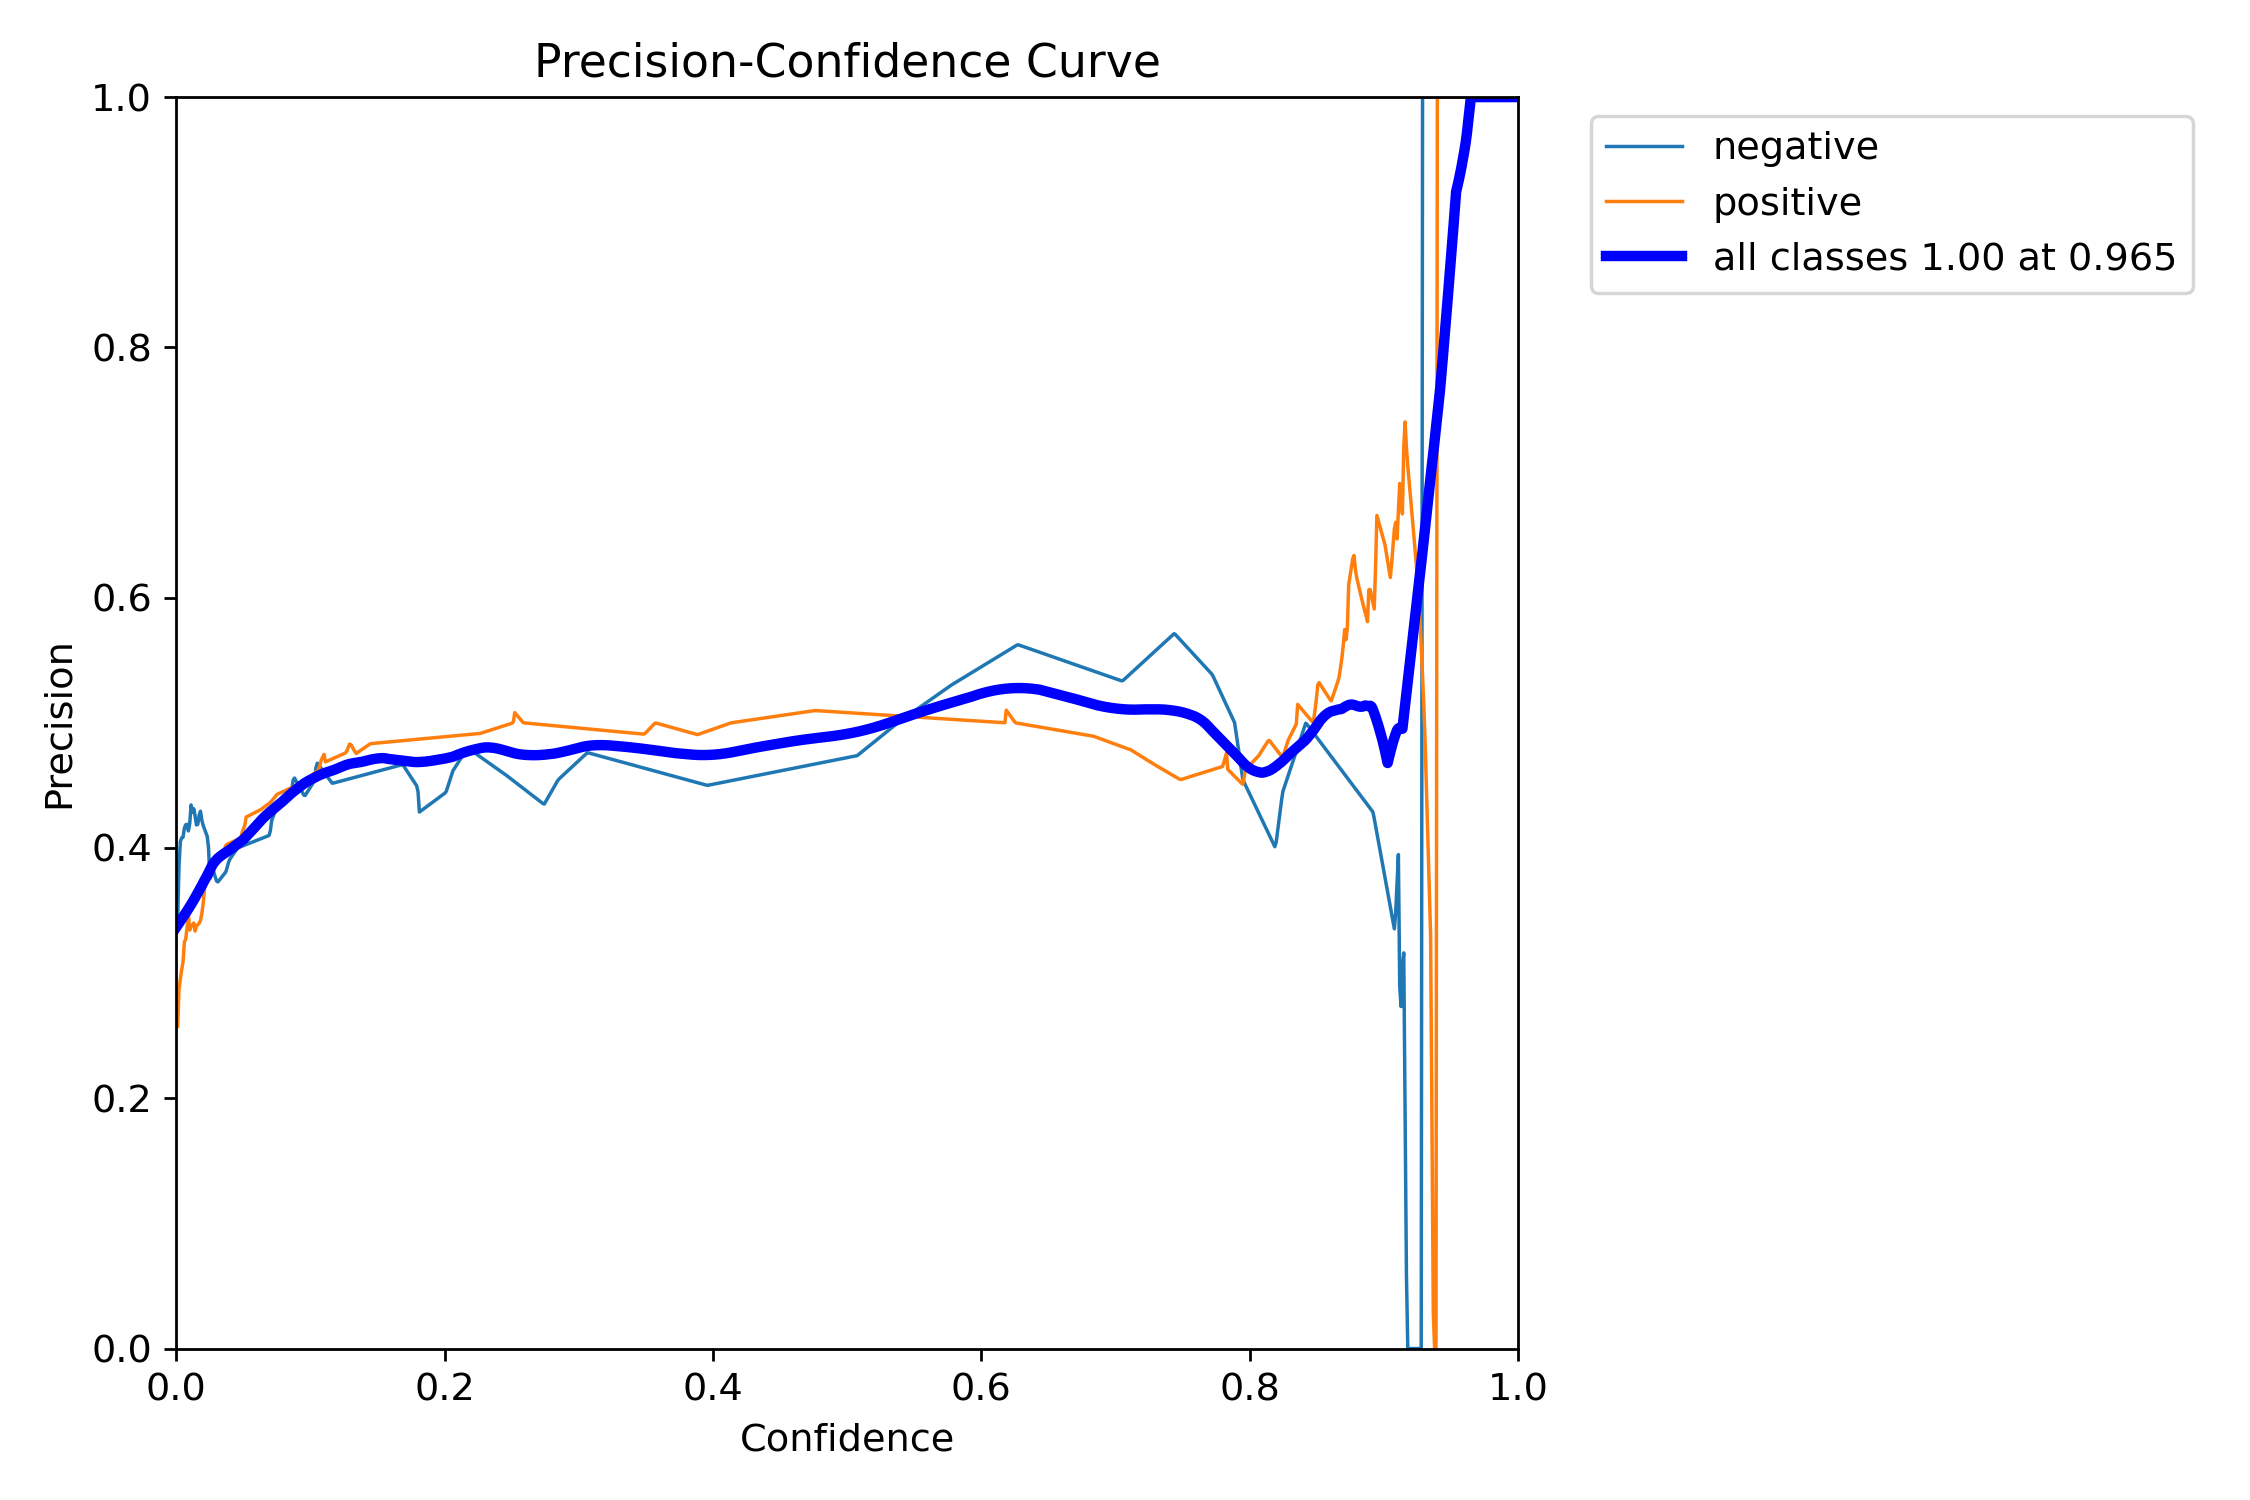 Precision-Confidence Curve
1.0
0.8
0.6
0.4
0.2
0.0
Precision
0.0 0.2 0.4 0.6 0.8 1.0
Confidence
negative
positive
all classes 1.00 at 0.965